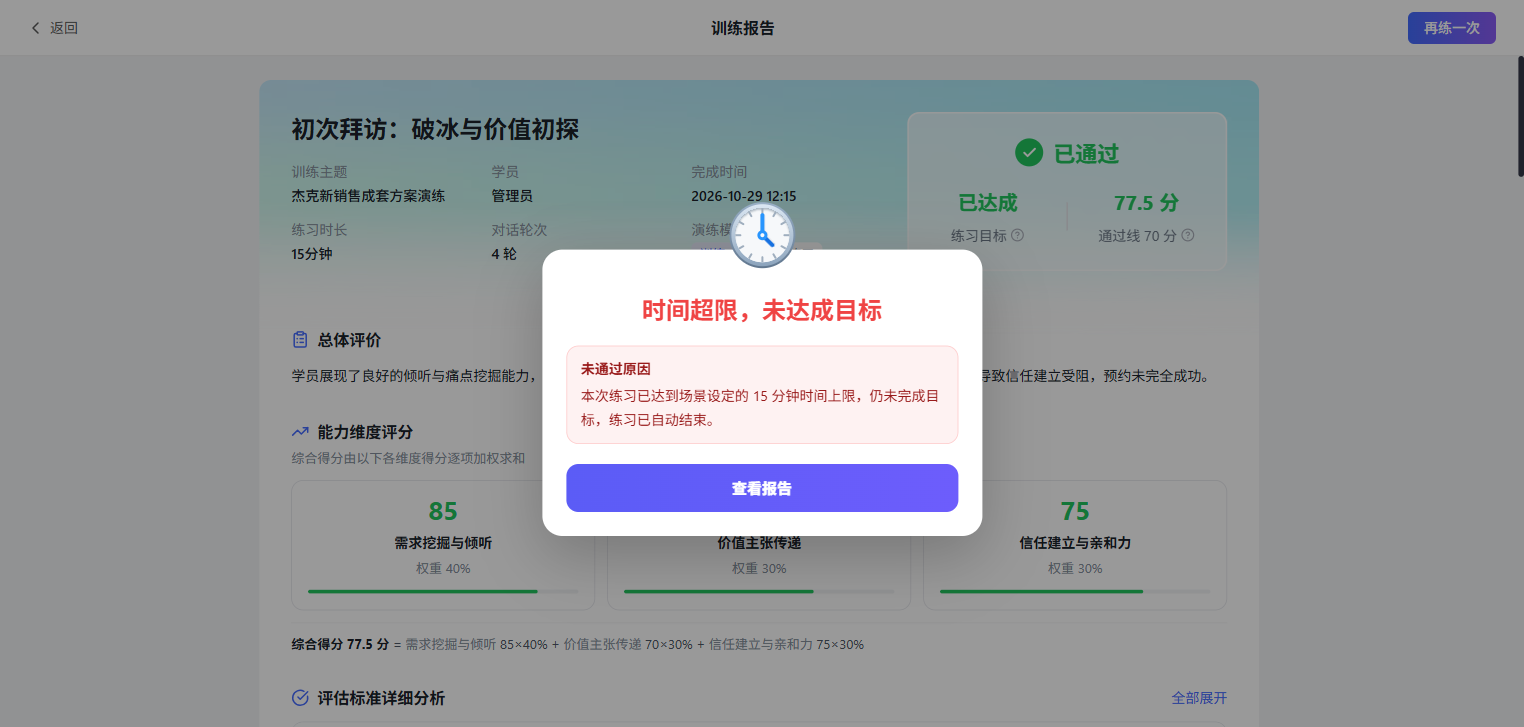 返回
训练报告
再练一次
初次拜访：破冰与价值初探
训练主题
学员
完成时间
杰克新销售成套方案演练
管理员
2026-10-29 12:15
练习时长
对话轮次
演练模
15分钟
4 轮
已通过
已达成
77.5 分
练习目标
通过线 70 分
时间超限，未达成目标
未通过原因
本次练习已达到场景设定的 15 分钟时间上限，仍未完成目
标，练习已自动结束。
查看报告
总体评价
学员展现了良好的倾听与痛点挖掘能力，
导致信任建立受阻，预约未完全成功。
能力维度评分
综合得分由以下各维度得分逐项加权求和
85
需求挖掘与倾听
权重 40%
价值主张传递
权重 30%
75
信任建立与亲和力
权重 30%
综合得分 77.5 分 = 需求挖掘与倾听 85×40% + 价值主张传递 70×30% + 信任建立与亲和力 75×30%
评估标准详细分析
全部展开